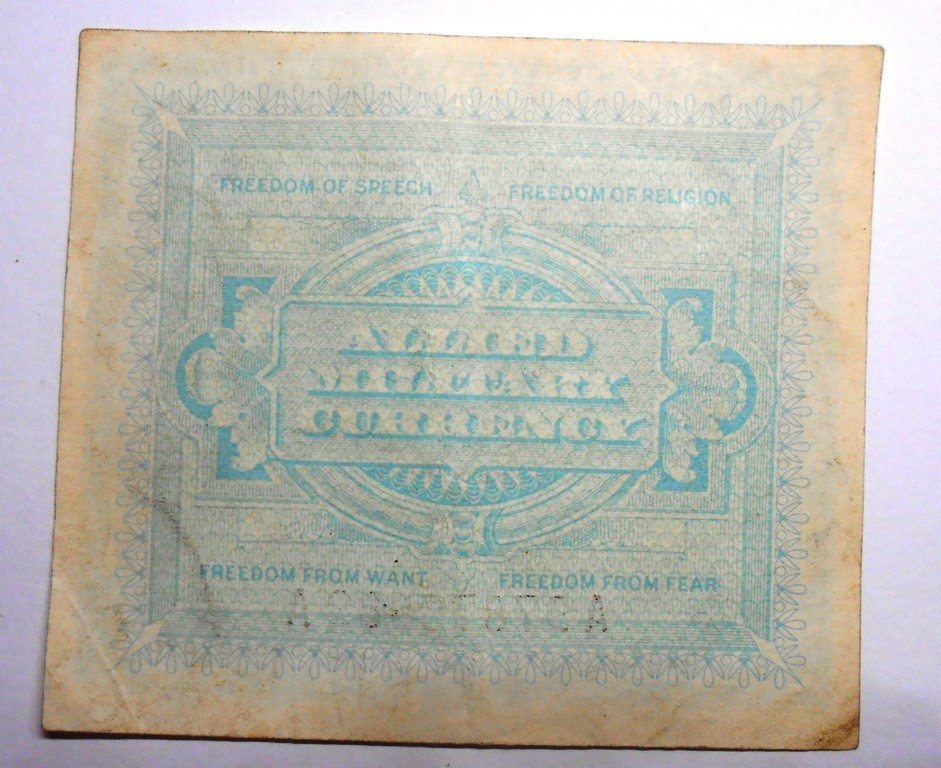 FREEDOM OF SPEECH FREEDOM OF RELIGION
ALLIED
MILITARY
CURRENCY
FREEDOM FROM WANT FREEDOM FROM FEAR